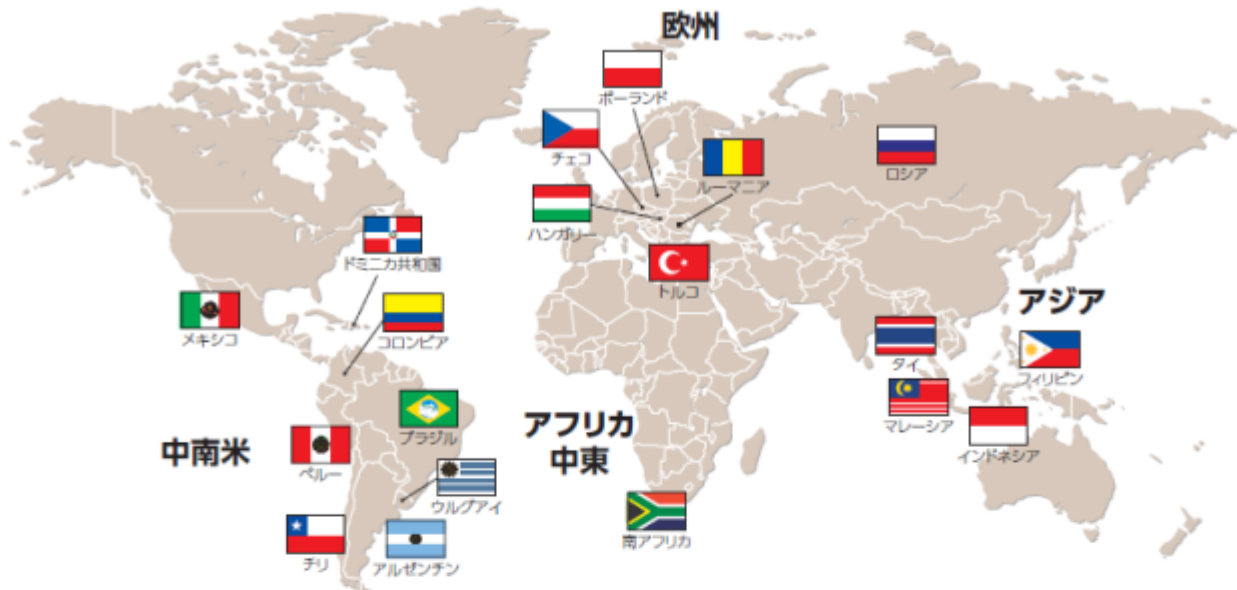 欧州
ポーランド
チェコ
ルーマニア
ロシア
ハンガリー
ドミニカ共和国
トルコ
アジア
メキシコ
コロンビア
タイ
フィリピン
マレーシア
ブラジル
アフリカ
中東
中南米
ペルー
インドネシア
ウルグアイ
南アフリカ
チリ
アルゼンチン